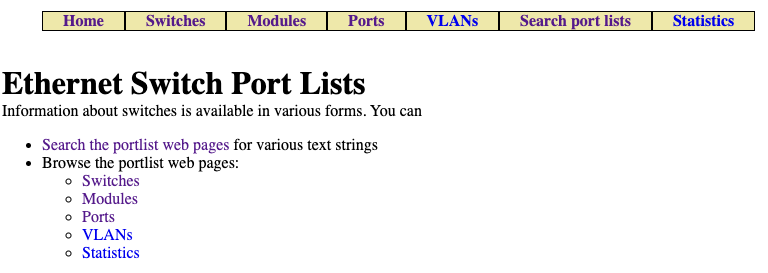 Home Switches Modules Ports VLANs Search port lists Statistics
Ethernet Switch Port Lists
Information about switches is available in various forms. You can
Search the portlist web pages for various text strings
Browse the portlist web pages:
Switches
Modules
Ports
VLANs
Statistics